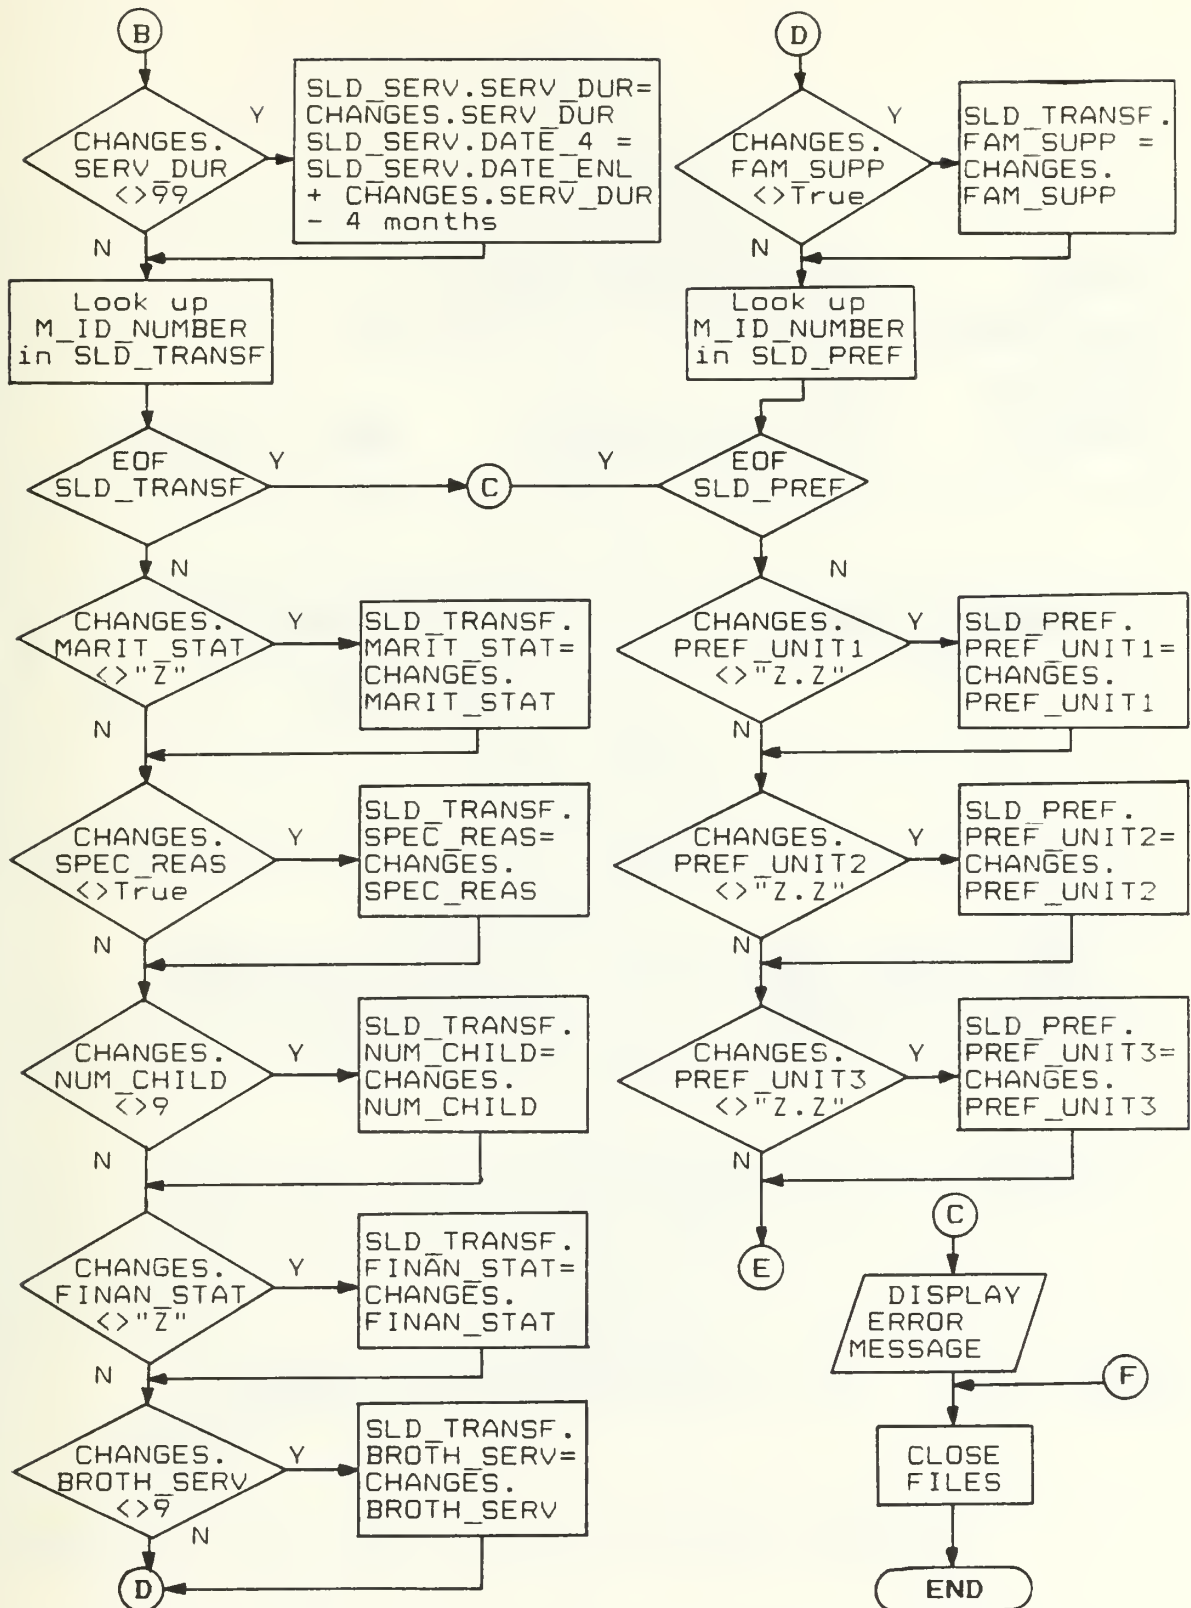 B
CHANGES.
SERV_DUR
<>99
Y
N
SLD_SERV.SERV_DUR=
CHANGES.SERV_DUR
SLD_SERV.DATE_4 =
SLD_SERV.DATE_ENL
+ CHANGES.SERV_DUR
- 4 months
Look up
M_ID_NUMBER
in SLD_TRANSF
EOF
SLD_TRANSF
Y
C
N
CHANGES.
MARIT_STAT
<>"Z"
Y
N
SLD_TRANSF.
MARIT_STAT=
CHANGES.
MARIT_STAT
CHANGES.
SPEC_REAS
<>True
Y
N
SLD_TRANSF.
SPEC_REAS=
CHANGES.
SPEC_REAS
CHANGES.
NUM_CHILD
<>9
Y
N
SLD_TRANSF.
NUM_CHILD=
CHANGES.
NUM_CHILD
CHANGES.
FINAN_STAT
<>"Z"
Y
N
SLD_TRANSF.
FINAN_STAT=
CHANGES.
FINAN_STAT
CHANGES.
BROTH_SERV
<>9
Y
N
SLD_TRANSF.
BROTH_SERV=
CHANGES.
BROTH_SERV
D
D
CHANGES.
FAM_SUPP
<>True
Y
N
SLD_TRANSF.
FAM_SUPP =
CHANGES.
FAM_SUPP
Look up
M_ID_NUMBER
in SLD_PREF
Y
EOF
SLD_PREF
N
CHANGES.
PREF_UNIT1
<>"Z.Z"
Y
N
SLD_PREF.
PREF_UNIT1=
CHANGES.
PREF_UNIT1
CHANGES.
PREF_UNIT2
<>"Z.Z"
Y
N
SLD_PREF.
PREF_UNIT2=
CHANGES.
PREF_UNIT2
CHANGES.
PREF_UNIT3
<>"Z.Z"
Y
N
SLD_PREF.
PREF_UNIT3=
CHANGES.
PREF_UNIT3
E
C
DISPLAY
ERROR
MESSAGE
F
CLOSE
FILES
END